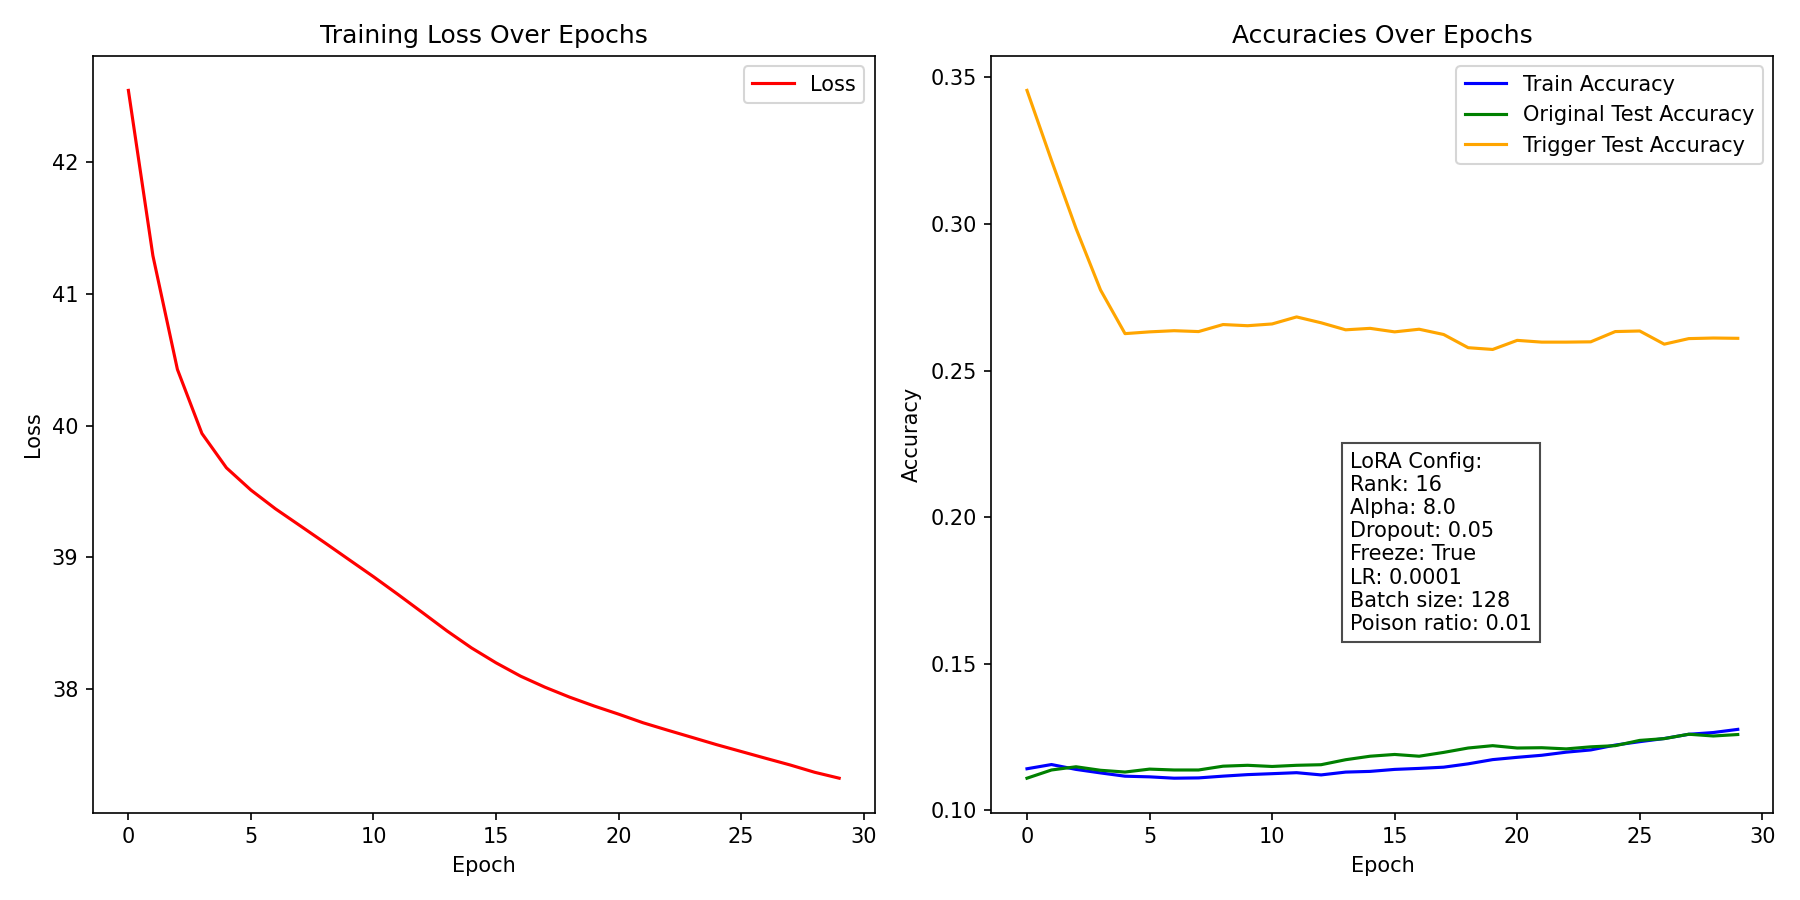 Training Loss Over Epochs
Loss
42
41
40
39
38
Loss
0
5
10
15
20
25
30
Epoch
Accuracies Over Epochs
Train Accuracy
Original Test Accuracy
Trigger Test Accuracy
0.35
0.30
0.25
0.20
0.15
0.10
Accuracy
LoRA Config:
Rank: 16
Alpha: 8.0
Dropout: 0.05
Freeze: True
LR: 0.0001
Batch size: 128
Poison ratio: 0.01
0
5
10
15
20
25
30
Epoch